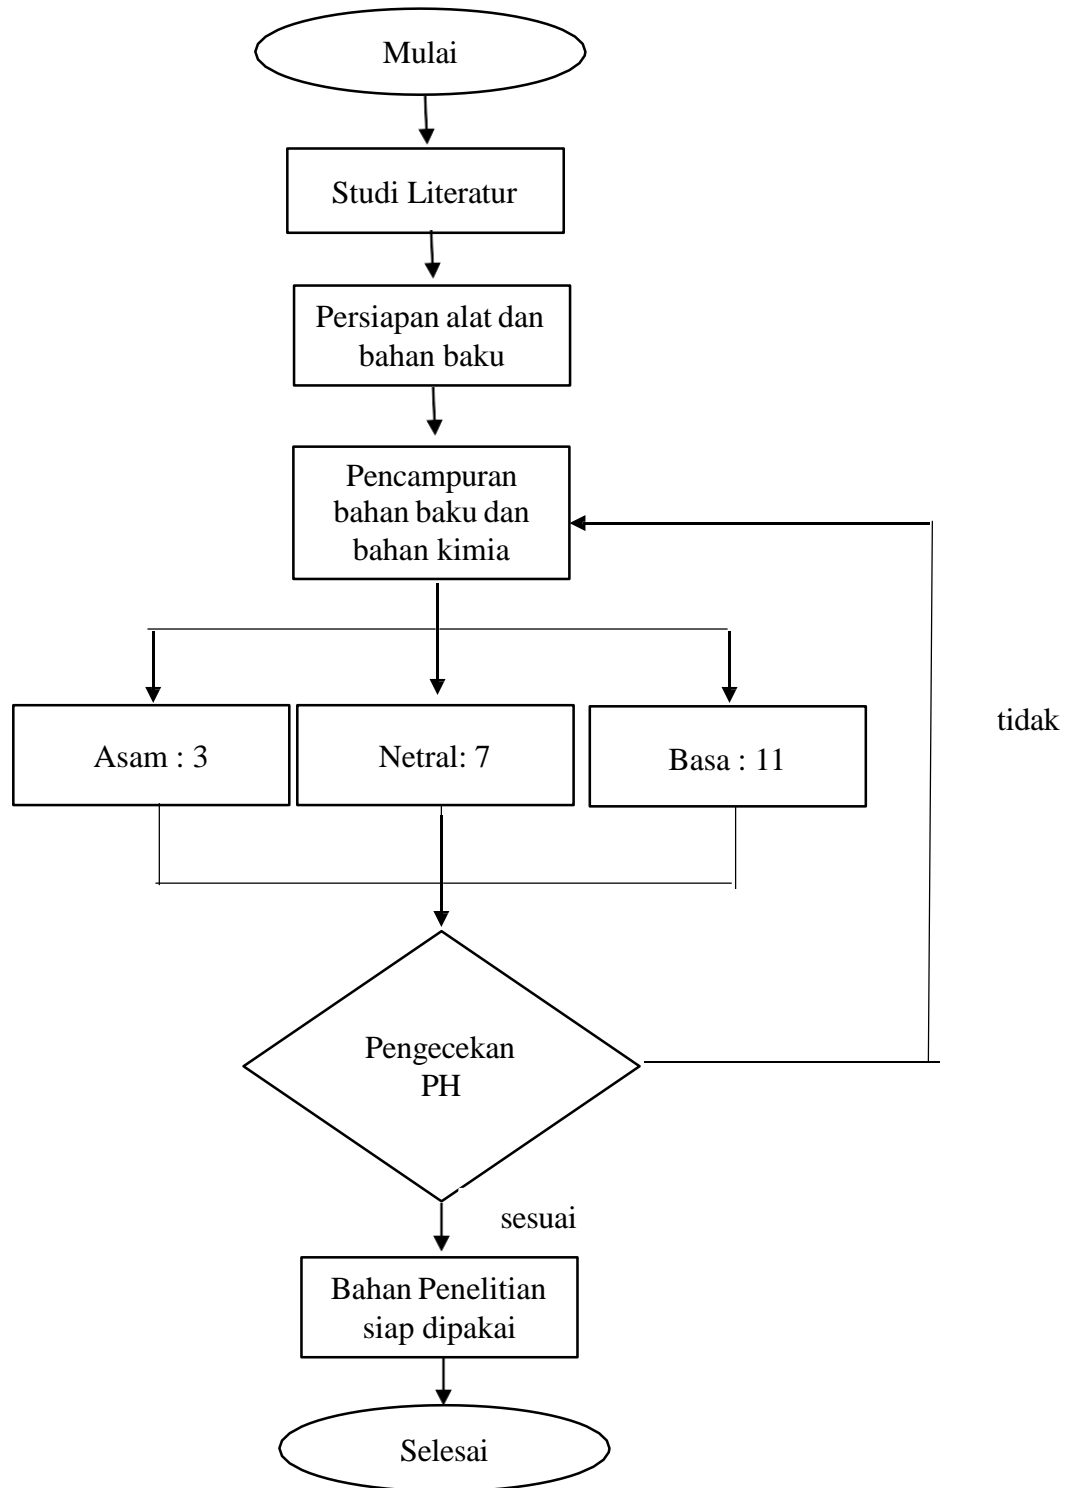 Mulai
Studi Literatur
Persiapan alat dan
bahan baku
Pencampuran
bahan baku dan
bahan kimia
tidak
Asam : 3
Netral: 7
Basa : 11
Pengecekan
PH
sesuai
Bahan Penelitian
siap dipakai
Selesai